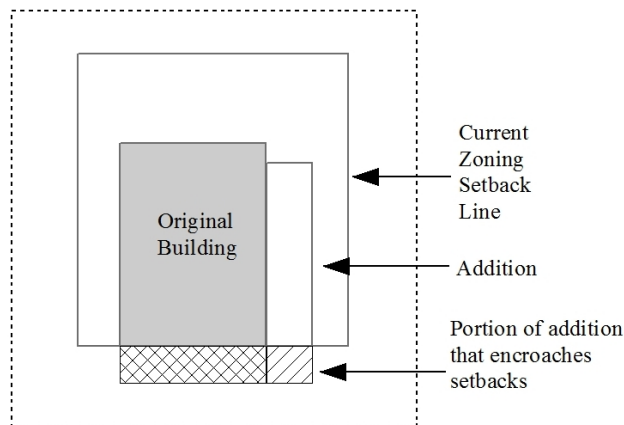 Original
Building
Current
Zoning
Setback
Line
Addition
Portion of addition
that encroaches
setbacks